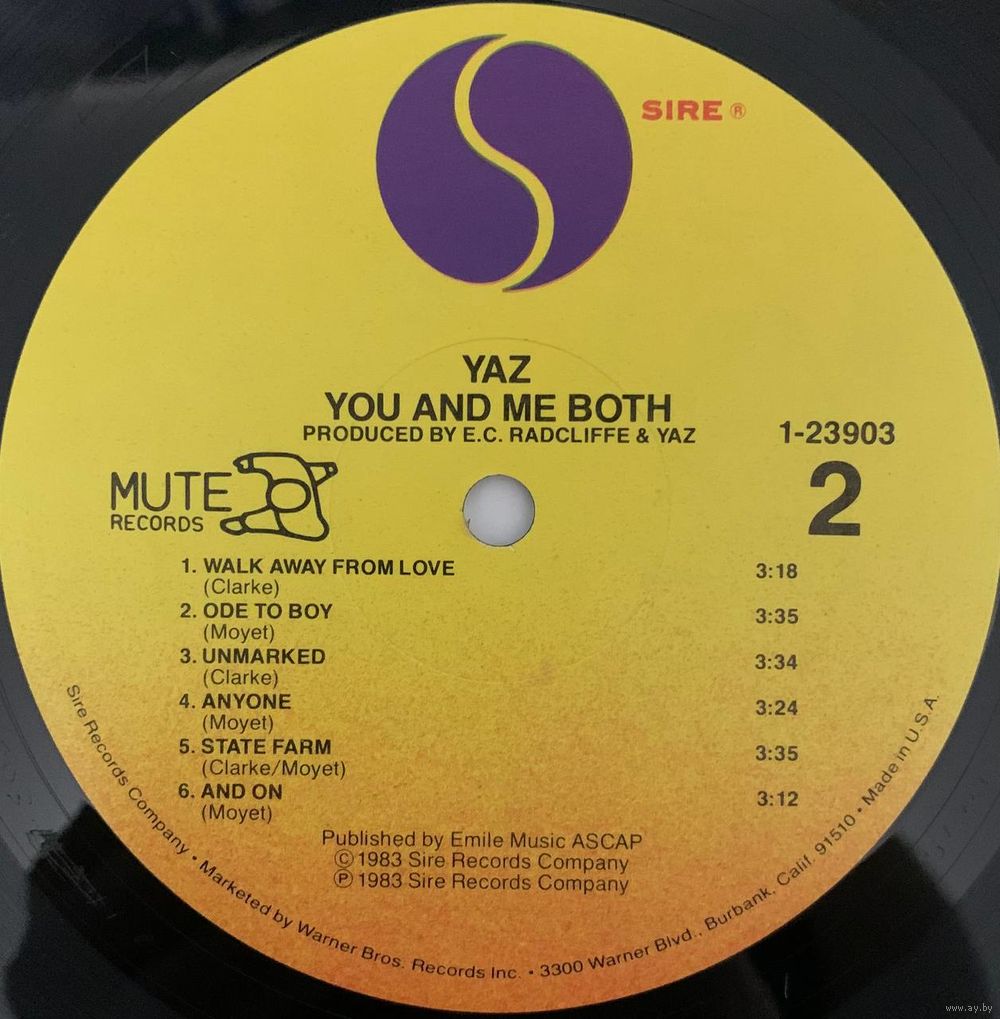 SIRE ®
YAZ
YOU AND ME BOTH
PRODUCED BY E.C. RADCLIFFE & YAZ
1-23903
2
MUTE
RECORDS
1. WALK AWAY FROM LOVE 3:18
(Clarke)
2. ODE TO BOY 3:35
(Moyet)
3. UNMARKED 3:34
(Clarke)
4. ANYONE 3:24
(Moyet)
5. STATE FARM 3:35
(Clarke/Moyet)
6. AND ON 3:12
(Moyet)
Published by Emile Music ASCAP
©1983 Sire Records Company
℗1983 Sire Records Company
Sire Records Company • Marketed by Warner Bros. Records Inc. • 3300 Warner Blvd., Burbank, Calif. 91510 • Made in U.S.A.
www.ay.by